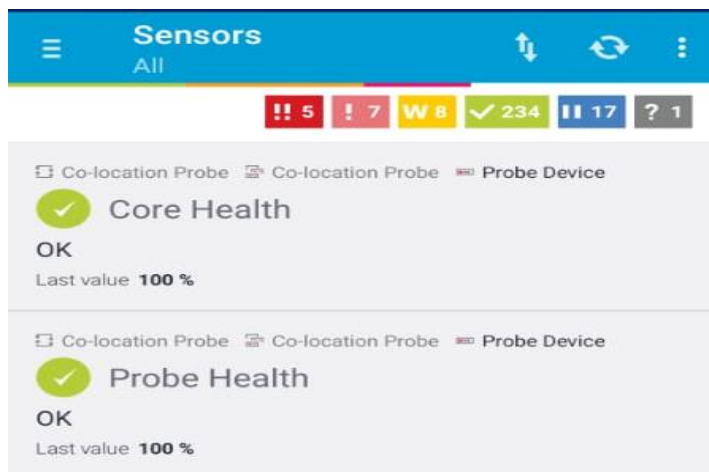 Sensors
All
!! 5 ! 7 W 8 234 17 ? 1
Co-location Probe Co-location Probe Probe Device
Core Health
OK
Last value 100 %
Co-location Probe Co-location Probe Probe Device
Probe Health
OK
Last value 100 %